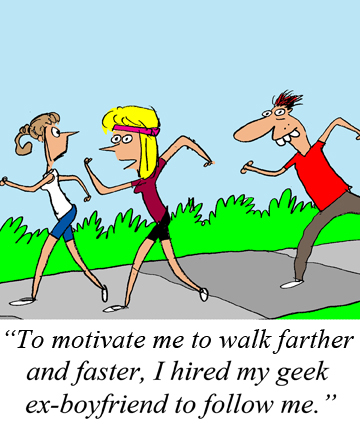 “To motivate me to walk farther
and faster, I hired my geek
ex-boyfriend to follow me.”